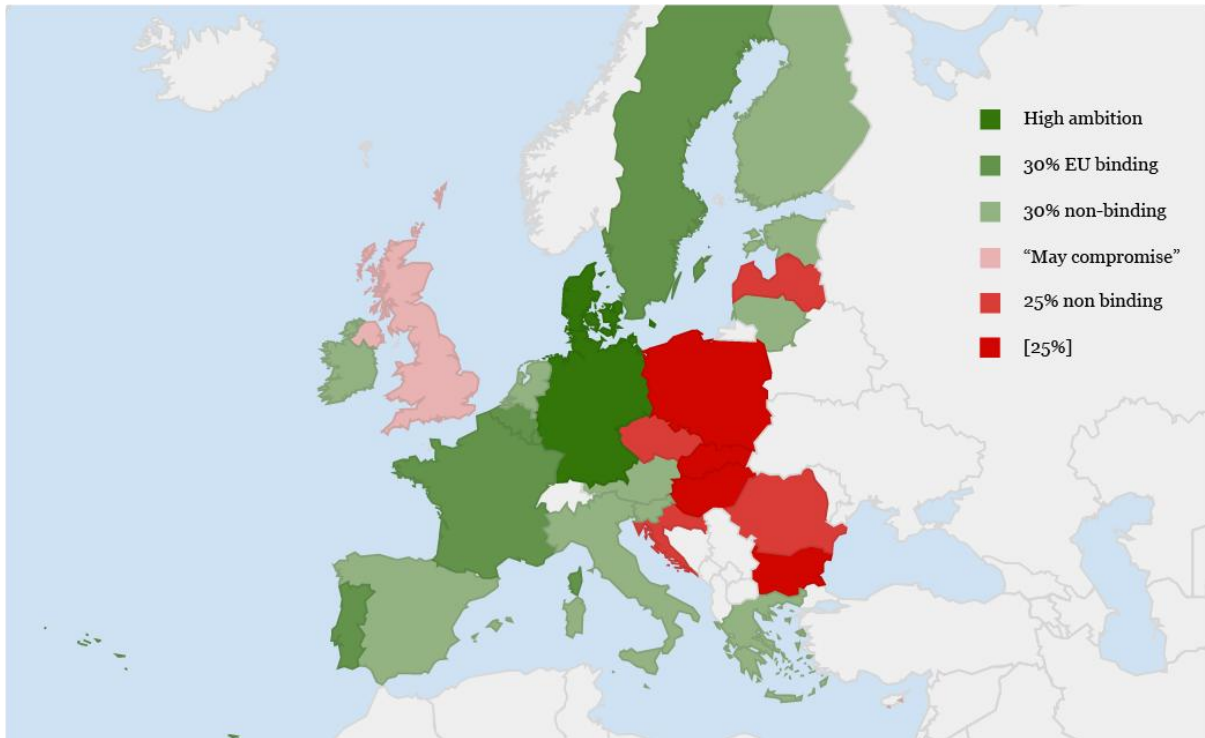 High ambition
30% EU binding
30% non-binding
“May compromise”
25% non binding
[25%]